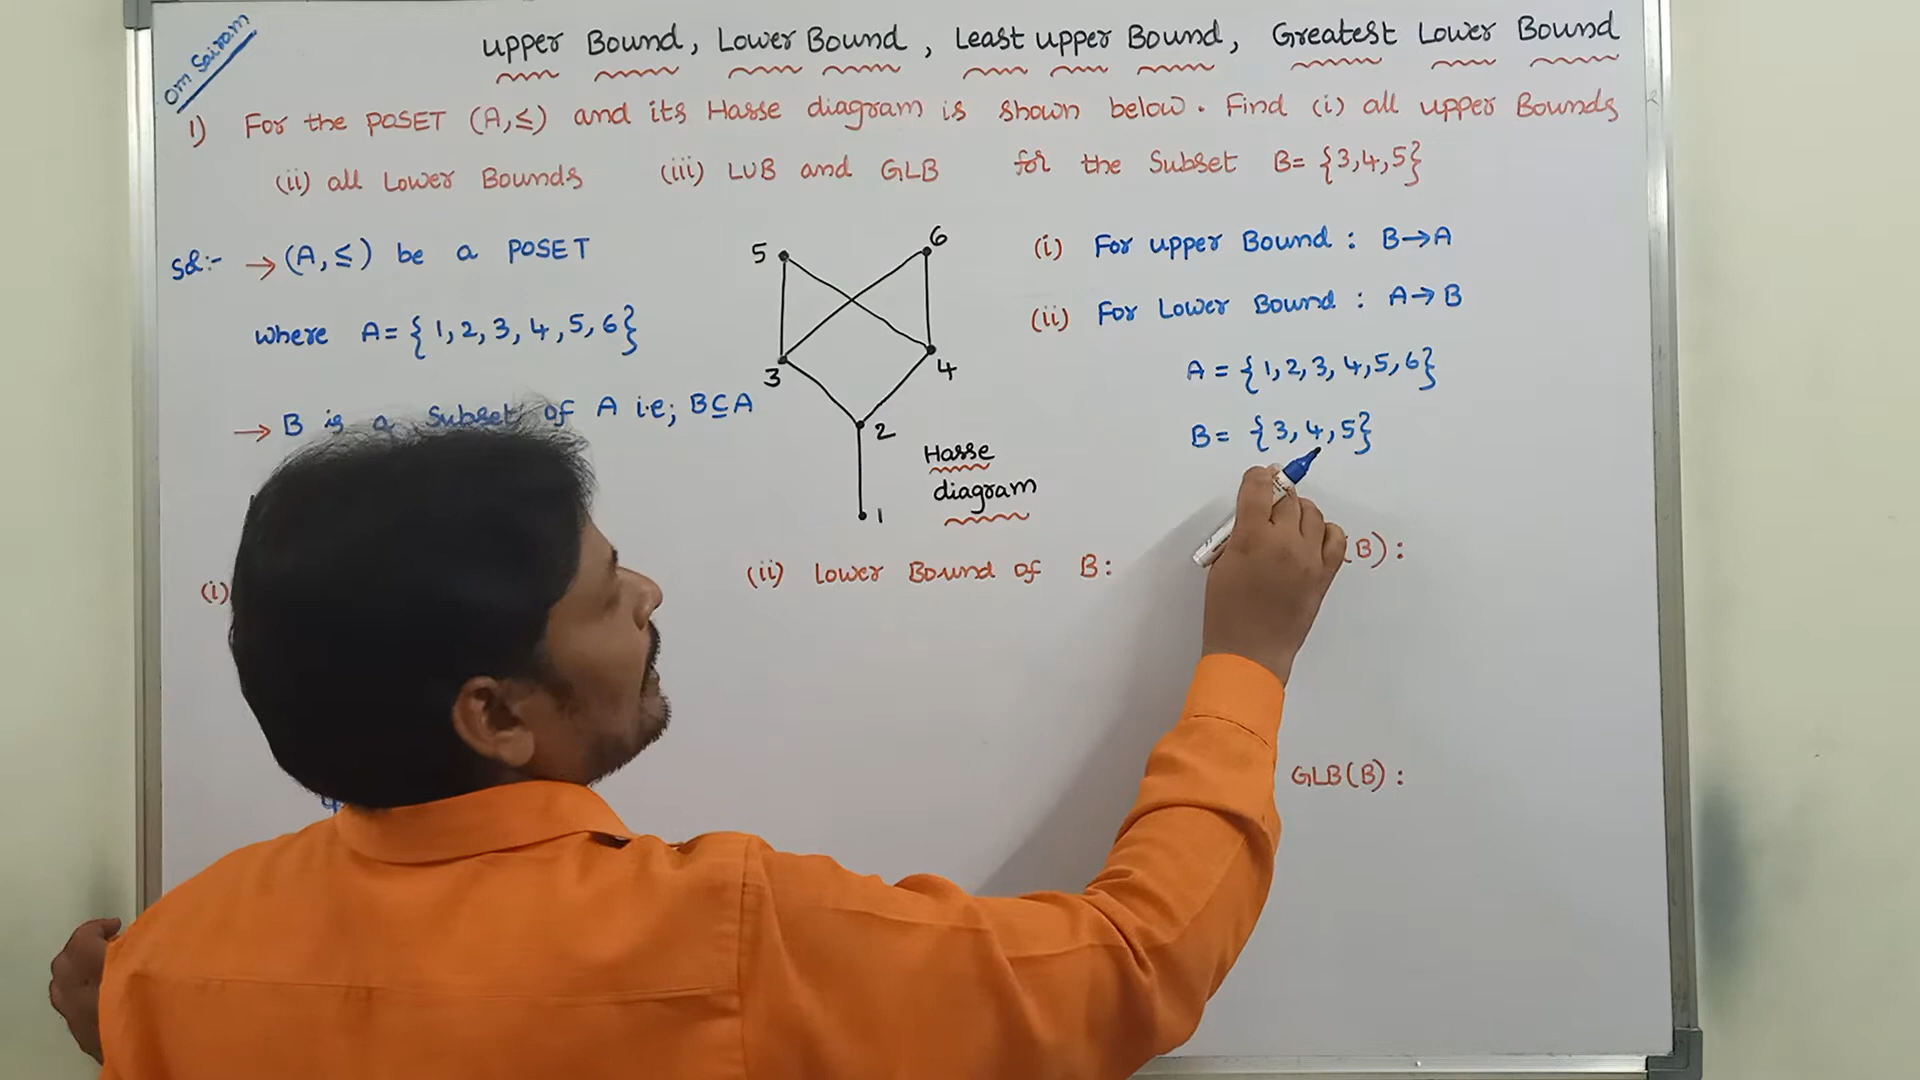 Om Sairam
Upper Bound, Lower Bound, Least upper Bound, Greatest Lower Bound
1) For the POSET (A,≤) and its Hasse diagram is shown below. Find (i) all upper Bounds
(ii) all Lower Bounds (iii) LUB and GLB for the Subset B= {3,4,5}
Sol:- → (A,≤) be a POSET
where A= {1,2,3,4,5,6}
→ B is a Subset of A i.e; B⊆A
5
6
3
4
2
1
Hasse
diagram
(i) For upper Bound : B→A
(ii) For Lower Bound : A→B
A = {1,2,3,4,5,6}
B = {3,4,5}
(i)
(ii) Lower Bound of B:
(B):
GLB(B):